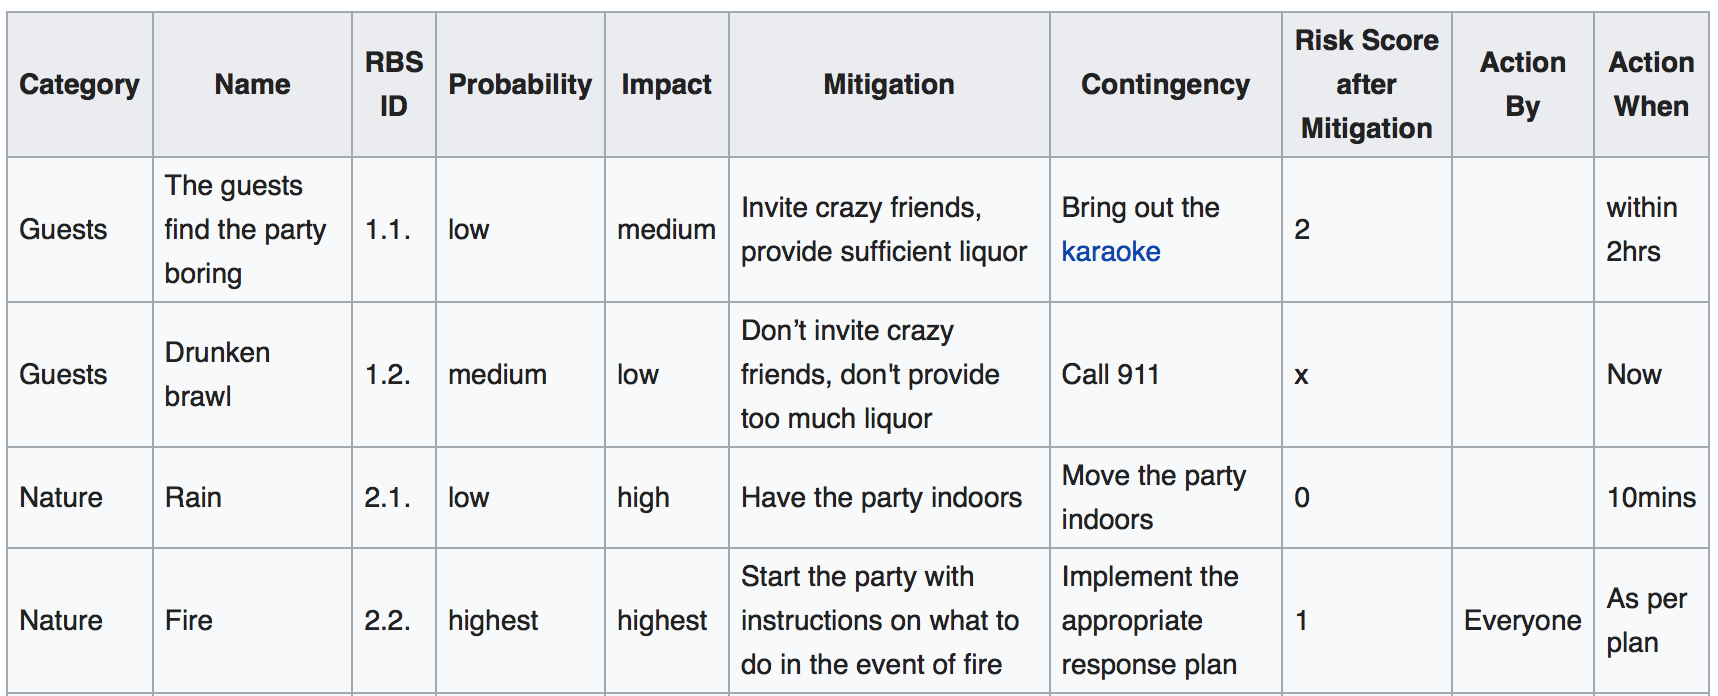 Category Name RBS ID Probability Impact Mitigation Contingency Risk Score after Mitigation Action By Action When
Guests The guests find the party boring 1.1. low medium Invite crazy friends, provide sufficient liquor Bring out the karaoke 2 within 2hrs
Guests Drunken brawl 1.2. medium low Don’t invite crazy friends, don't provide too much liquor Call 911 x Now
Nature Rain 2.1. low high Have the party indoors Move the party indoors 0 10mins
Nature Fire 2.2. highest highest Start the party with instructions on what to do in the event of fire Implement the appropriate response plan 1 Everyone As per plan